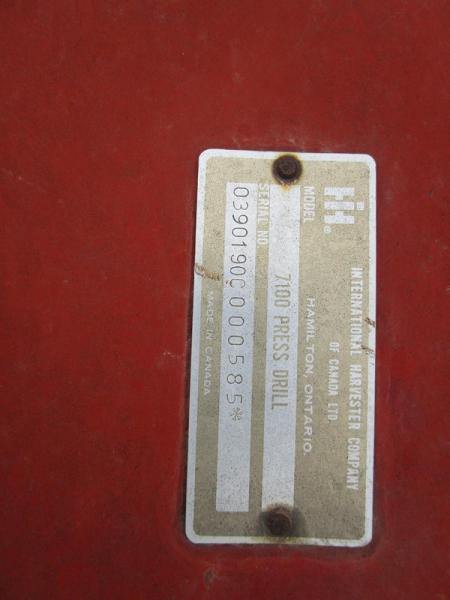 IH®
INTERNATIONAL HARVESTER COMPANY
OF CANADA LTD.
HAMILTON, ONTARIO.
MODEL
7100 PRESS DRILL
SERIAL NO
0390190C000585*
MADE IN CANADA